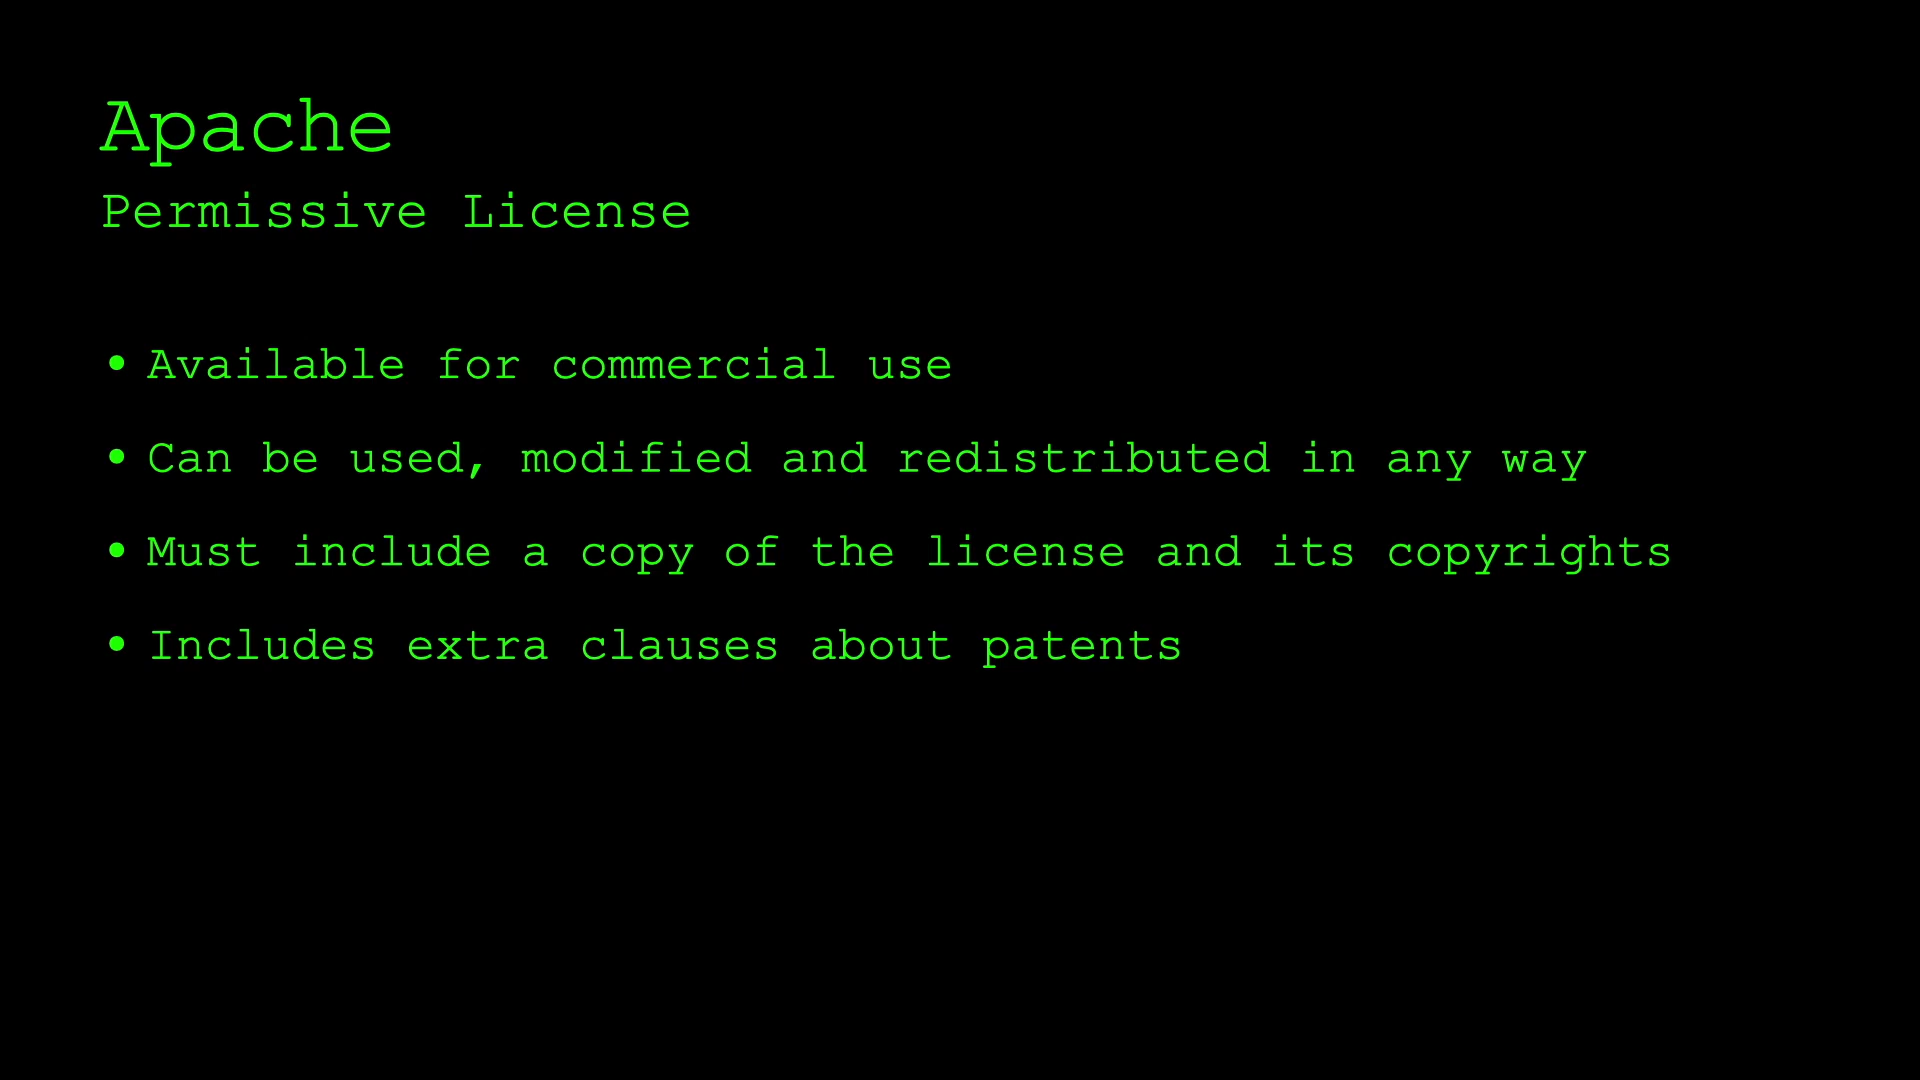 Apache
Permissive License
• Available for commercial use
• Can be used, modified and redistributed in any way
• Must include a copy of the license and its copyrights
• Includes extra clauses about patents